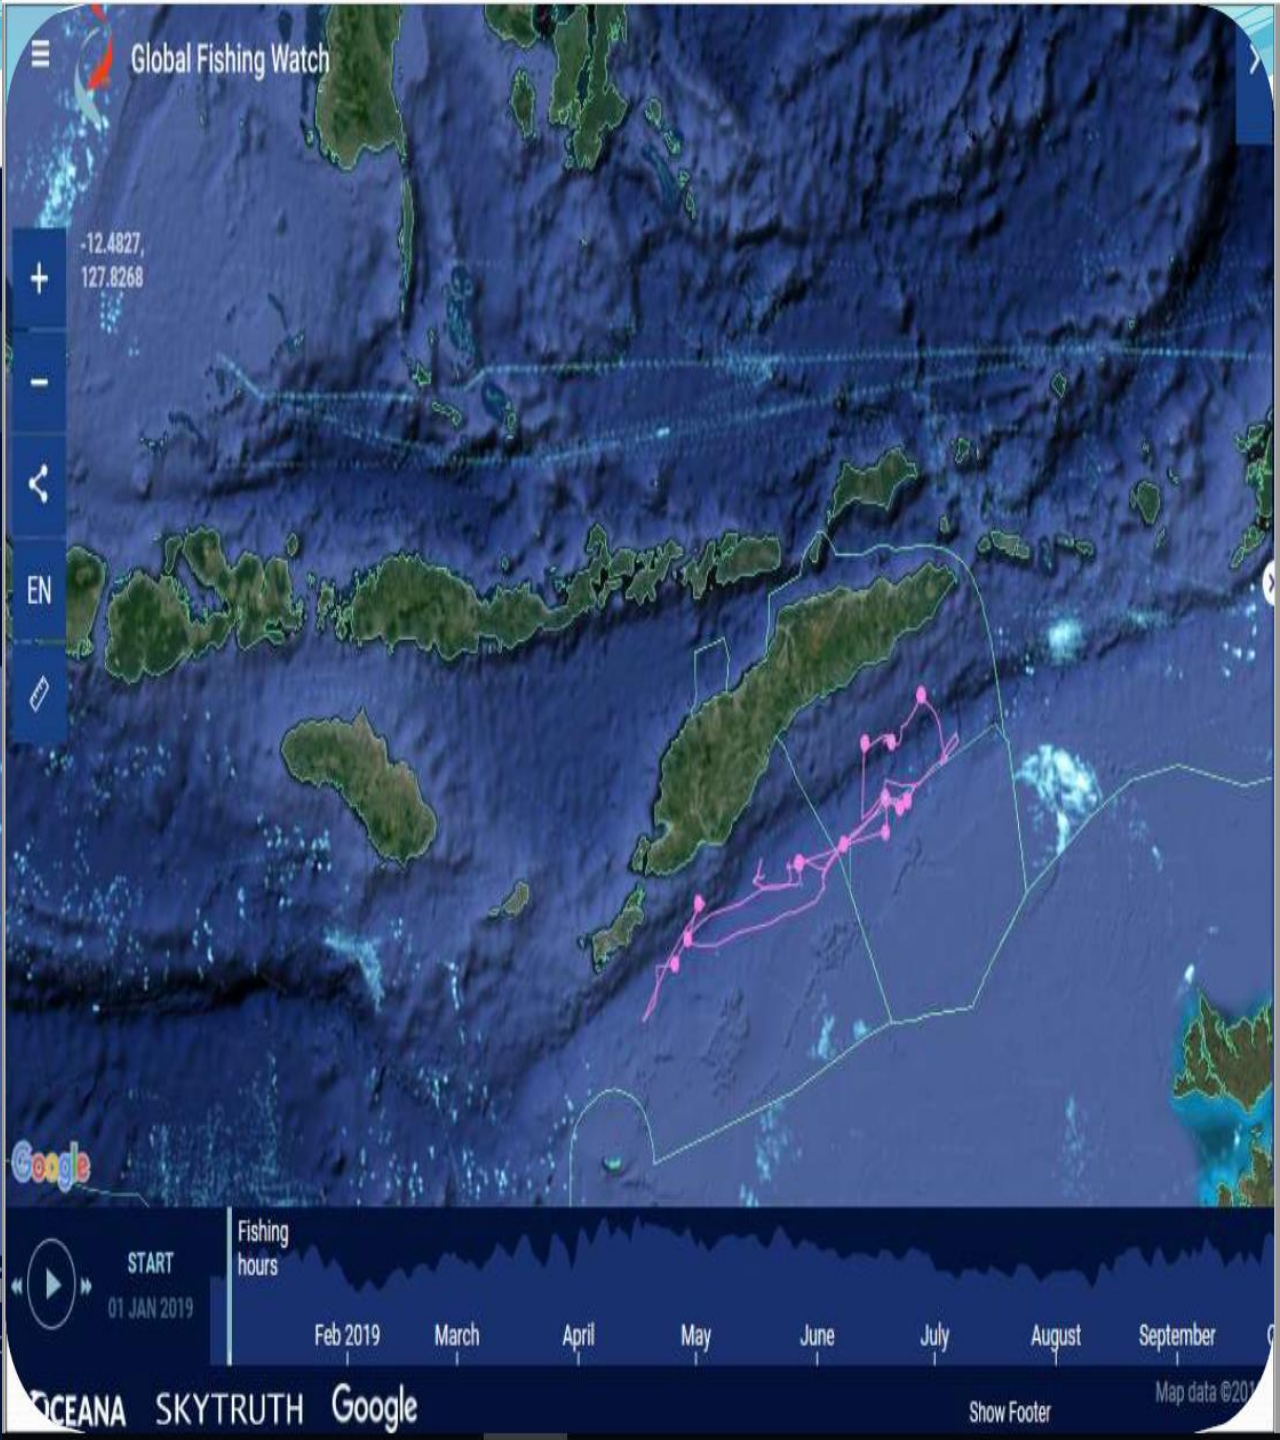 Global Fishing Watch
-12.4827,
127.8268
EN
Google
Fishing
hours
START
01 JAN 2019
Feb 2019
March
April
May
June
July
August
September
Map data ©201
OCEANA
SKYTRUTH
Google
Show Footer